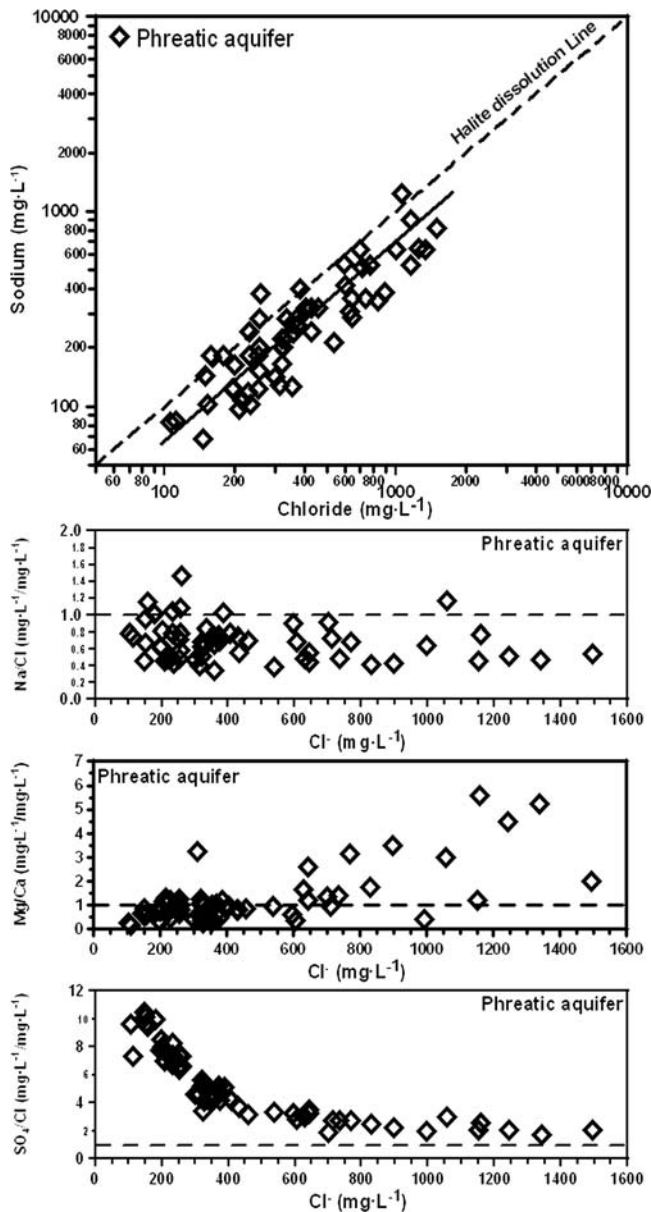 10000
8000
6000
4000
2000
1000
800
600
400
200
100
80
60
Phreatic aquifer
Halite dissolution Line
Sodium (mg·L⁻¹)
60 80 100 200 400 600 800 1000 2000 4000 6000 8000 10000
Chloride (mg·L⁻¹)
Phreatic aquifer
Na/Cl (mg·L⁻¹/mg·L⁻¹)
2.0
1.8
1.6
1.4
1.2
1.0
0.8
0.6
0.4
0.2
0.0
0 200 400 600 800 1000 1200 1400 1600
Cl⁻ (mg·L⁻¹)
Phreatic aquifer
Mg/Ca (mg·L⁻¹/mg·L⁻¹)
7
6
5
4
3
2
1
0
0 200 400 600 800 1000 1200 1400 1600
Cl⁻ (mg·L⁻¹)
Phreatic aquifer
SO₄/Cl (mg·L⁻¹/mg·L⁻¹)
12
10
8
6
4
2
0
0 200 400 600 800 1000 1200 1400 1600
Cl⁻ (mg·L⁻¹)